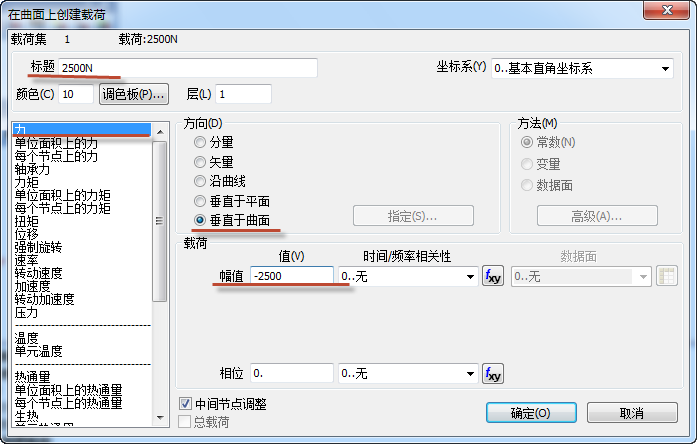 在曲面上创建载荷
载荷集 1 载荷:2500N
标题 2500N 坐标系(Y) 0..基本直角坐标系
颜色(C) 10 调色板(P)... 层(L) 1
力
单位面积上的力
每个节点上的力
轴承力
力矩
单位面积上的力矩
每个节点上的力矩
扭矩
位移
强制旋转
速率
转动速度
加速度
转动加速度
压力
温度
单元温度
热通量
单位面积上的热通量
每个节点上的热通量
生热
方向(D)
分量
矢量
沿曲线
垂直于平面
垂直于曲面
指定(S)...
方法(M)
常数(N)
变量
数据面
高级(A)...
载荷
值(V) 时间/频率相关性 数据面
幅值 -2500 0..无 fxy 0..无
相位 0. 0..无 fxy
中间节点调整
总载荷
确定(O) 取消